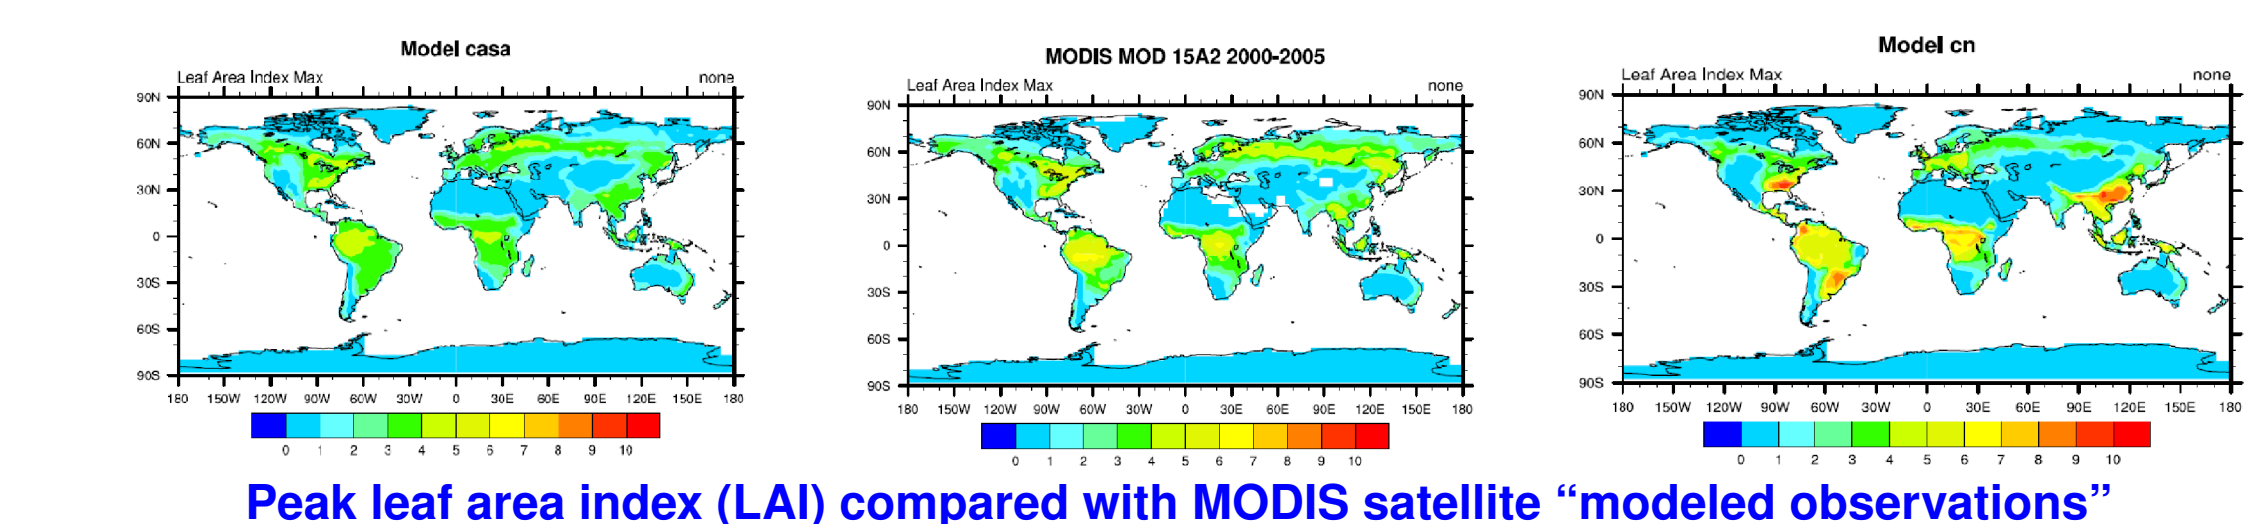 Model casa
Leaf Area Index Max none
90N
60N
30N
0
30S
60S
90S
180 150W 120W 90W 60W 30W 0 30E 60E 90E 120E 150E 180
0 1 2 3 4 5 6 7 8 9 10
MODIS MOD 15A2 2000-2005
Leaf Area Index Max none
90N
60N
30N
0
30S
60S
90S
180 150W 120W 90W 60W 30W 0 30E 60E 90E 120E 150E 180
0 1 2 3 4 5 6 7 8 9 10
Model cn
Leaf Area Index Max none
90N
60N
30N
0
30S
60S
90S
180 150W 120W 90W 60W 30W 0 30E 60E 90E 120E 150E 180
0 1 2 3 4 5 6 7 8 9 10
Peak leaf area index (LAI) compared with MODIS satellite “modeled observations”